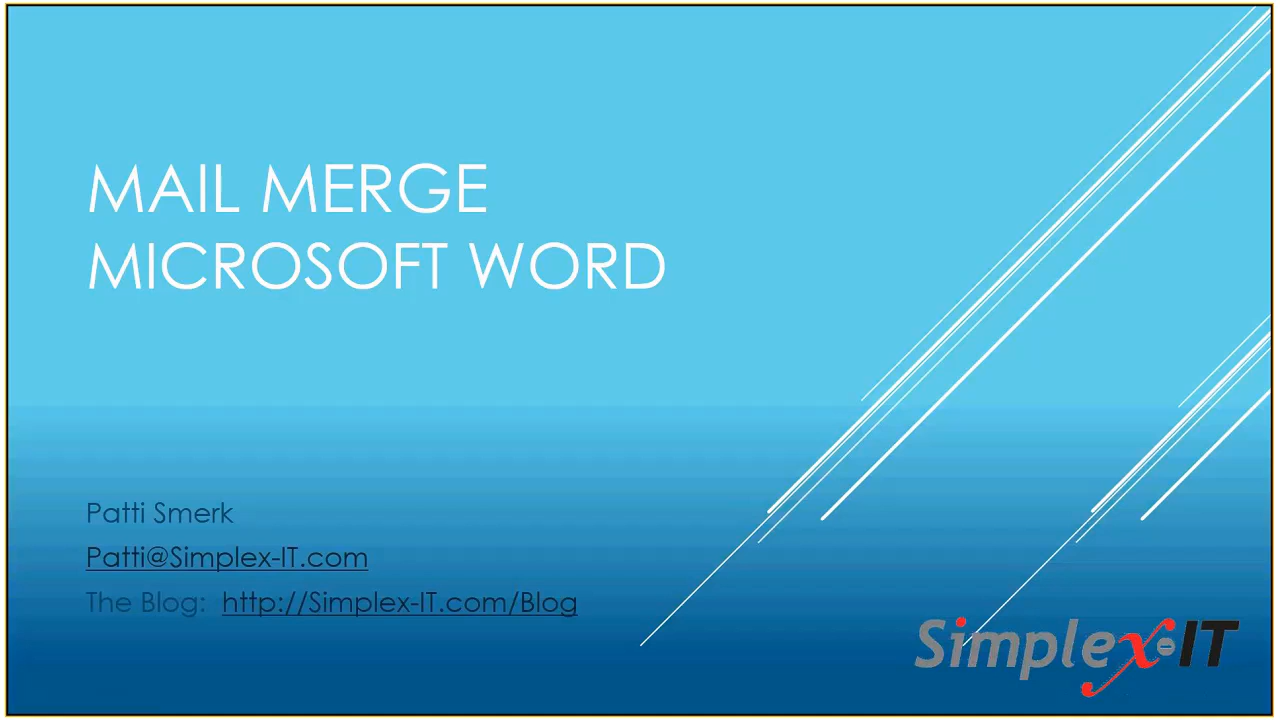 MAIL MERGE
MICROSOFT WORD
Patti Smerk
Patti@Simplex-IT.com
The Blog: http://Simplex-IT.com/Blog
Simplex-IT